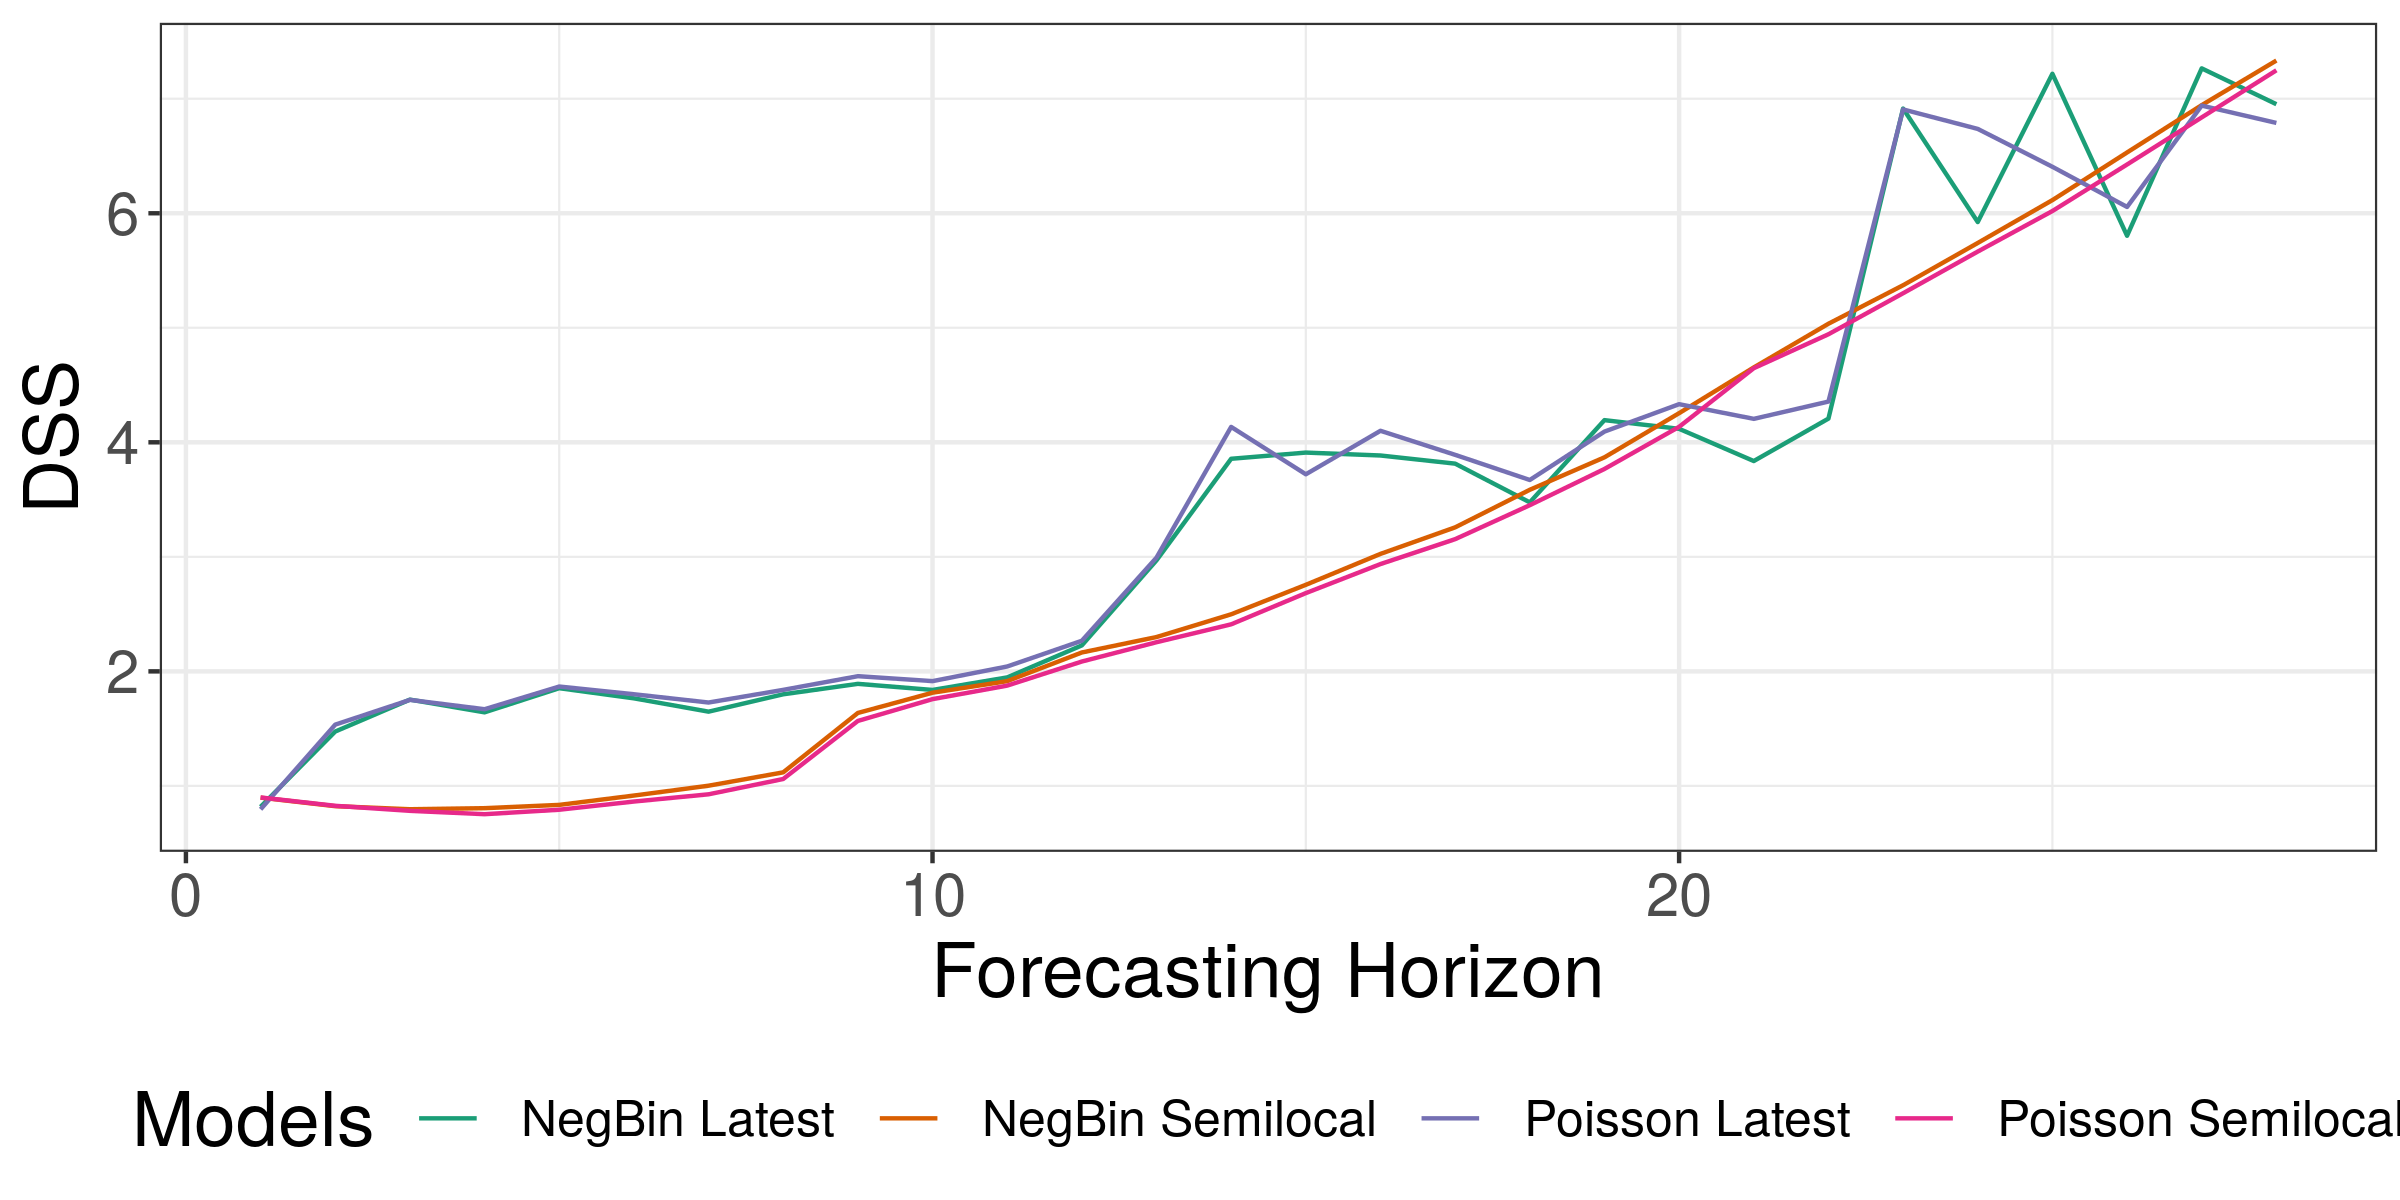 6
4
2
DSS
0 10 20
Forecasting Horizon
Models NegBin Latest NegBin Semilocal Poisson Latest Poisson Semilocal